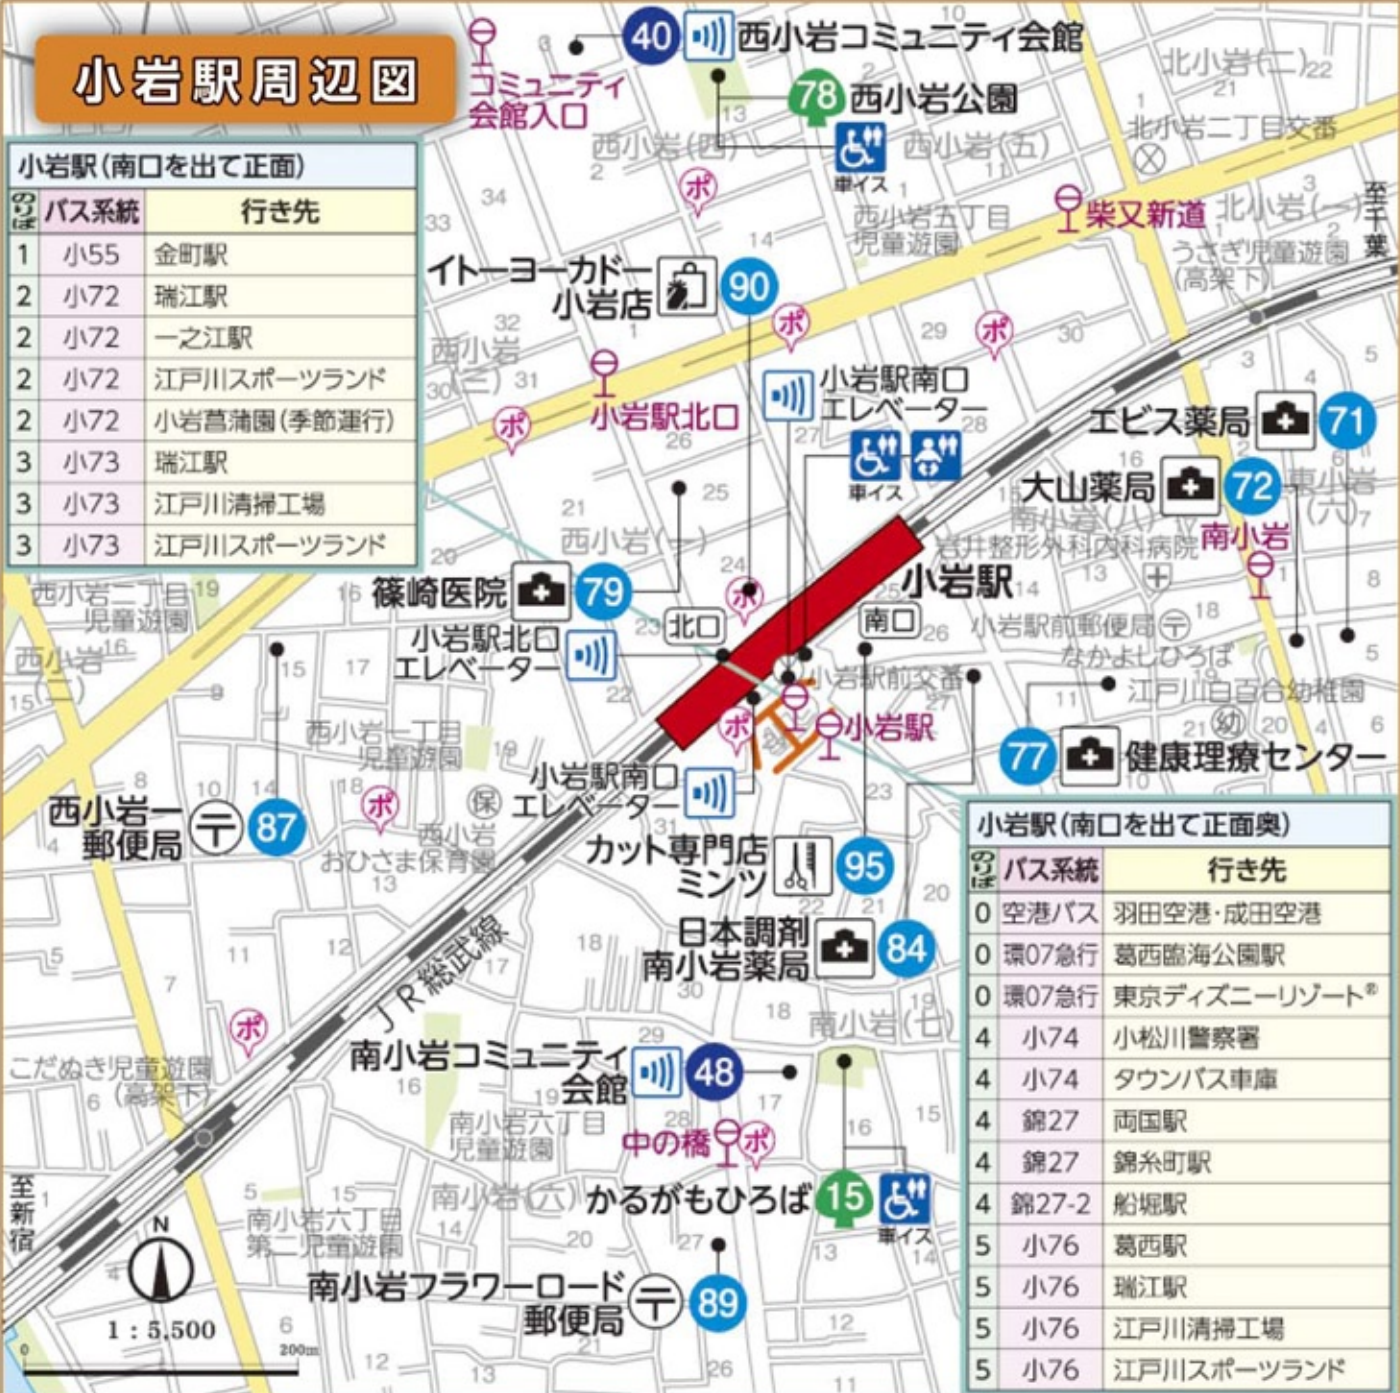 小岩駅周辺図
小岩駅(南口を出て正面)
のりば バス系統 行き先
1 小55 金町駅
2 小72 瑞江駅
2 小72 一之江駅
2 小72 江戸川スポーツランド
2 小72 小岩菖蒲園(季節運行)
3 小73 瑞江駅
3 小73 江戸川清掃工場
3 小73 江戸川スポーツランド
コミュニティ
会館入口
40 西小岩コミュニティ会館
78 西小岩公園
車イス
西小岩(四)
西小岩(五)
北小岩(二)
北小岩二丁目交番
柴又新道
北小岩(一)
至千葉
西小岩五丁目
児童遊園
うさぎ児童遊園
(高架下)
イトーヨーカドー
小岩店
90
ポ
ポ
ポ
ポ
西小岩
(三)
小岩駅北口
小岩駅南口
エレベーター
車イス
エビス薬局 71
大山薬局 72
東小岩
(六)
南小岩(八)
南小岩
岩井整形外科内科病院
西小岩(一)
篠崎医院 79
小岩駅
北口
南口
小岩駅北口
エレベーター
ポ
小岩駅前郵便局
なかよしひろば
小岩駅前交番
江戸川白百合幼稚園
幼
西小岩二丁目
児童遊園
西小岩
(二)
西小岩一丁目
児童遊園
ポ
小岩駅
77 健康理療センター
小岩駅南口
エレベーター
西小岩一
郵便局
87
ポ
保
西小岩
おひさま保育園
カット専門店
ミンツ
95
日本調剤
南小岩薬局
84
JR総武線
ポ
こだぬき児童遊園
(高架下)
南小岩(七)
南小岩コミュニティ
会館
48
南小岩六丁目
児童遊園
中の橋
ポ
南小岩(六)
かるがもひろば 15
車イス
南小岩六丁目
第二児童遊園
南小岩フラワーロード
郵便局
89
至新宿
N
1:5,500
0 200m
小岩駅(南口を出て正面奥)
のりば バス系統 行き先
0 空港バス 羽田空港・成田空港
0 環07急行 葛西臨海公園駅
0 環07急行 東京ディズニーリゾート®
4 小74 小松川警察署
4 小74 タウンバス車庫
4 錦27 両国駅
4 錦27 錦糸町駅
4 錦27-2 船堀駅
5 小76 葛西駅
5 小76 瑞江駅
5 小76 江戸川清掃工場
5 小76 江戸川スポーツランド